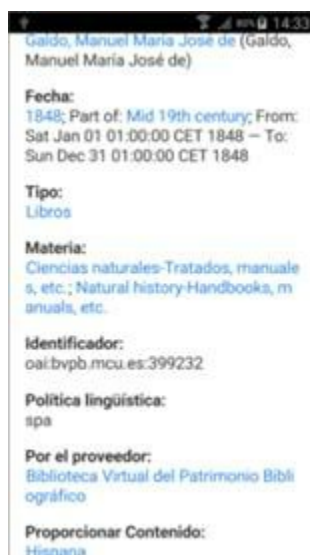 14:33
Galdo, Manuel María José de (Galdo,
Manuel María José de)
Fecha:
1848; Part of: Mid 19th century; From:
Sat Jan 01 01:00:00 CET 1848 — To:
Sun Dec 31 01:00:00 CET 1848
Tipo:
Libros
Materia:
Ciencias naturales-Tratados, manuale
s, etc.; Natural history-Handbooks, m
anuals, etc.
Identificador:
oai:bvpb.mcu.es:399232
Política lingüística:
spa
Por el proveedor:
Biblioteca Virtual del Patrimonio Bibli
ográfico
Proporcionar Contenido:
Hispana